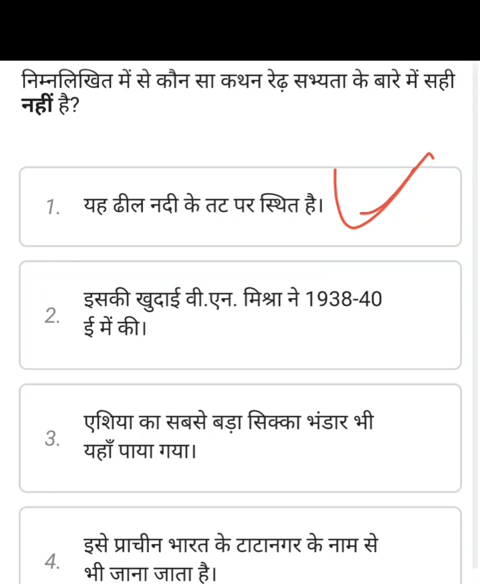 निम्नलिखित में से कौन सा कथन रेढ़ सभ्यता के बारे में सही
नहीं है?
1. यह ढील नदी के तट पर स्थित है।
2. इसकी खुदाई वी.एन. मिश्रा ने 1938-40
ई में की।
3. एशिया का सबसे बड़ा सिक्का भंडार भी
यहाँ पाया गया।
4. इसे प्राचीन भारत के टाटानगर के नाम से
भी जाना जाता है।